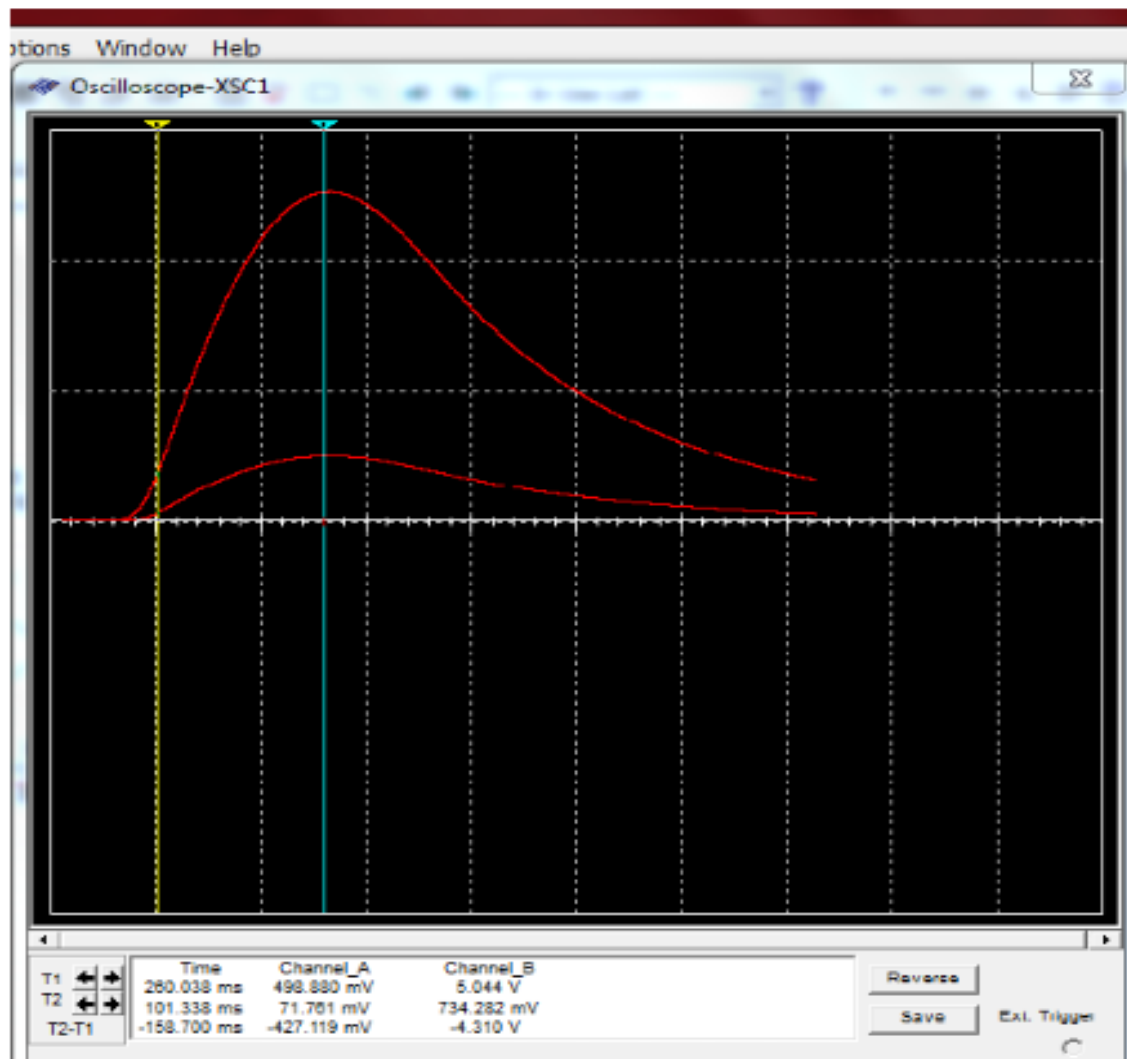 ptions Window Help
Oscilloscope-XSC1
Time Channel_A Channel_B
T1 260.038 ms 498.880 mV 5.044 V
T2 101.338 ms 71.761 mV 734.282 mV
T2-T1 -158.700 ms -427.119 mV -4.310 V
Reverse
Save
Ext. Trigger